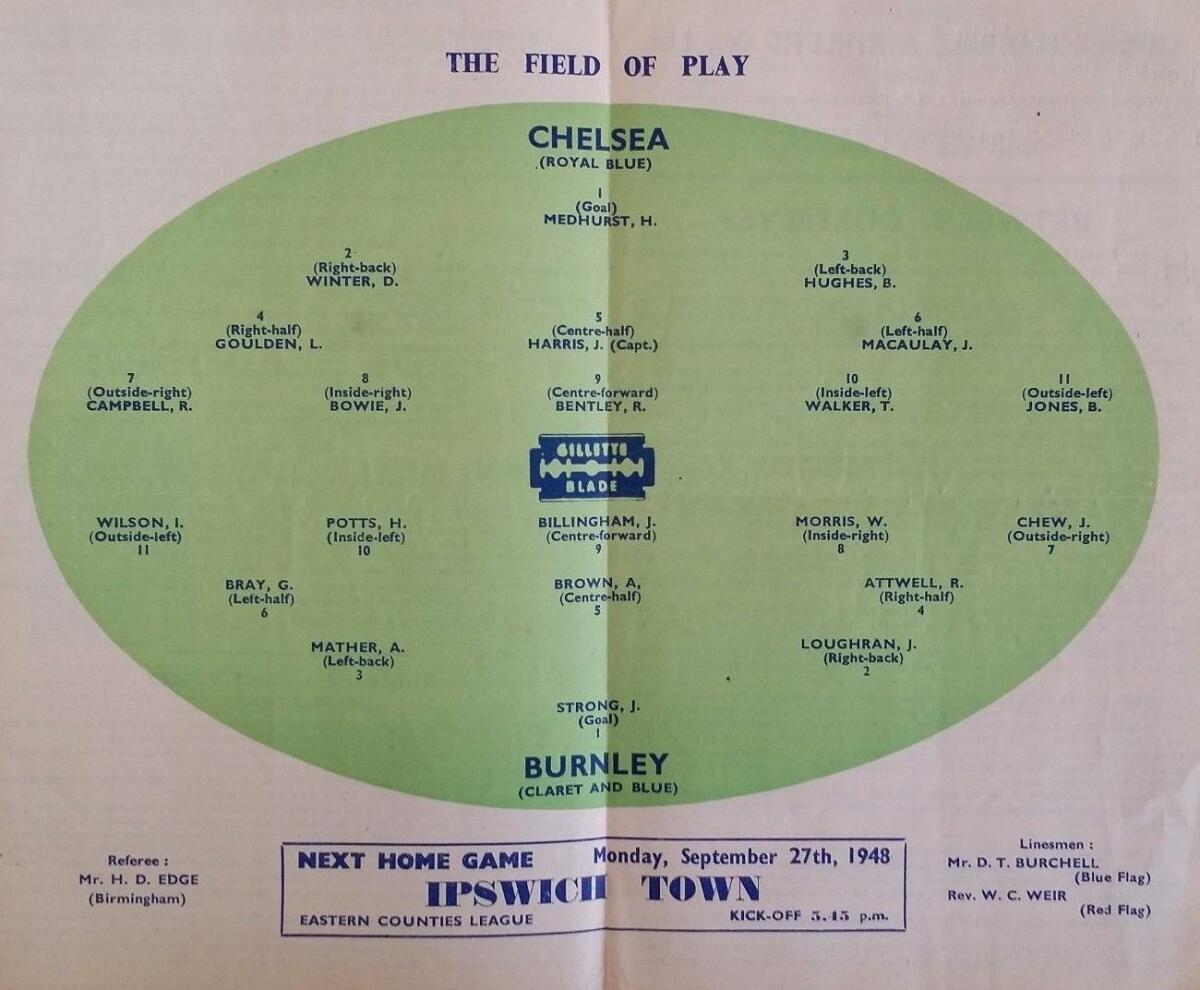 THE FIELD OF PLAY
CHELSEA
(ROYAL BLUE)
1
(Goal)
MEDHURST, H.
2
(Right-back)
WINTER, D.
3
(Left-back)
HUGHES, B.
4
(Right-half)
GOULDEN, L.
5
(Centre-half)
HARRIS, J. (Capt.)
6
(Left-half)
MACAULAY, J.
7
(Outside-right)
CAMPBELL, R.
8
(Inside-right)
BOWIE, J.
9
(Centre-forward)
BENTLEY, R.
10
(Inside-left)
WALKER, T.
11
(Outside-left)
JONES, B.
GILLETTE
BLADE
WILSON, I.
(Outside-left)
11
POTTS, H.
(Inside-left)
10
BILLINGHAM, J.
(Centre-forward)
9
MORRIS, W.
(Inside-right)
8
CHEW, J.
(Outside-right)
7
BRAY, G.
(Left-half)
6
BROWN, A,
(Centre-half)
5
ATTWELL, R.
(Right-half)
4
MATHER, A.
(Left-back)
3
LOUGHRAN, J.
(Right-back)
2
STRONG, J.
(Goal)
1
BURNLEY
(CLARET AND BLUE)
Referee :
Mr. H. D. EDGE
(Birmingham)
NEXT HOME GAME Monday, September 27th, 1948
IPSWICH TOWN
EASTERN COUNTIES LEAGUE KICK-OFF 5.45 p.m.
Linesmen :
Mr. D. T. BURCHELL
(Blue Flag)
Rev. W. C. WEIR
(Red Flag)